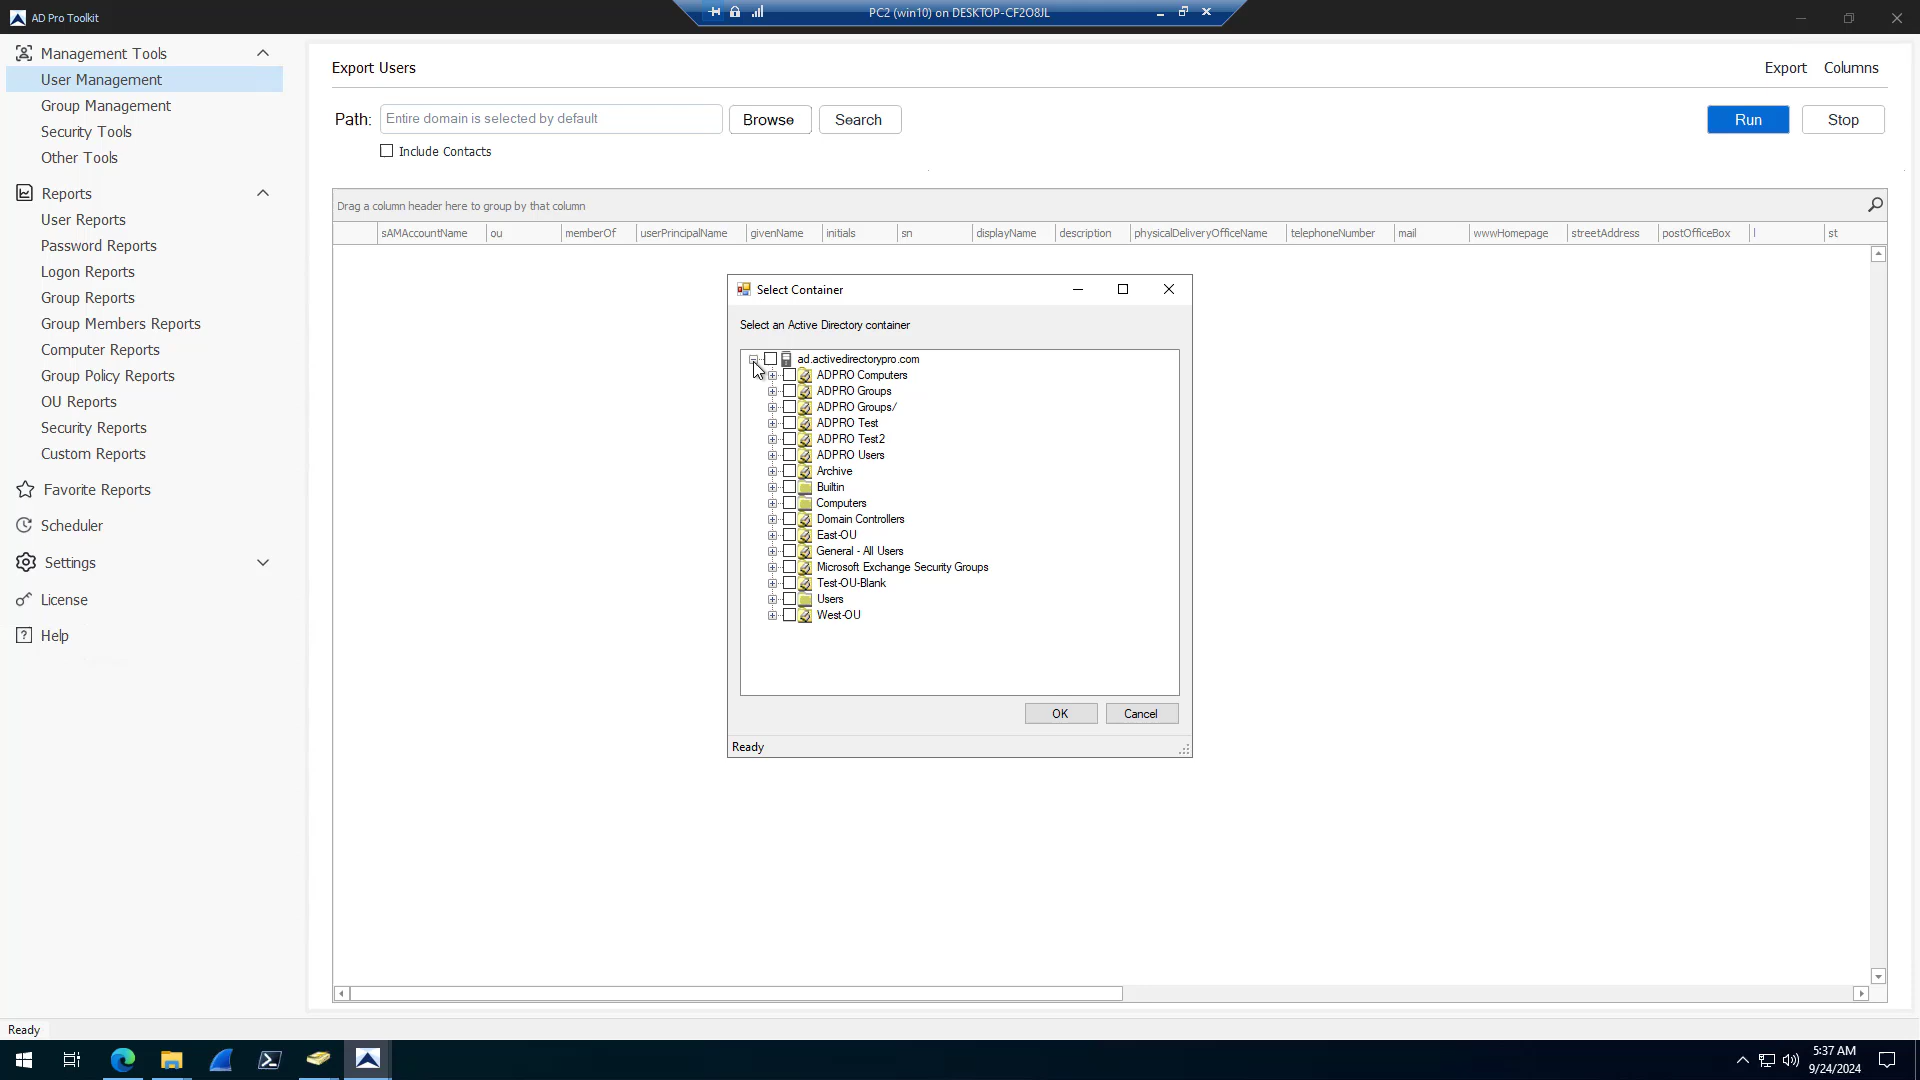 AD Pro Toolkit
PC2 (win10) on DESKTOP-CF2O8JL
Management Tools
User Management
Group Management
Security Tools
Other Tools
Reports
User Reports
Password Reports
Logon Reports
Group Reports
Group Members Reports
Computer Reports
Group Policy Reports
OU Reports
Security Reports
Custom Reports
Favorite Reports
Scheduler
Settings
License
Help
Export Users
Export Columns
Path: Entire domain is selected by default Browse Search Run Stop
Include Contacts
Drag a column header here to group by that column
sAMAccountName ou memberOf userPrincipalName givenName initials sn displayName description physicalDeliveryOfficeName telephoneNumber mail wwwHomepage streetAddress postOfficeBox l st
Select Container
Select an Active Directory container
ad.activedirectorypro.com
ADPRO Computers
ADPRO Groups
ADPRO Groups/
ADPRO Test
ADPRO Test2
ADPRO Users
Archive
Builtin
Computers
Domain Controllers
East-OU
General - All Users
Microsoft Exchange Security Groups
Test-OU-Blank
Users
West-OU
OK Cancel
Ready
Ready
5:37 AM
9/24/2024